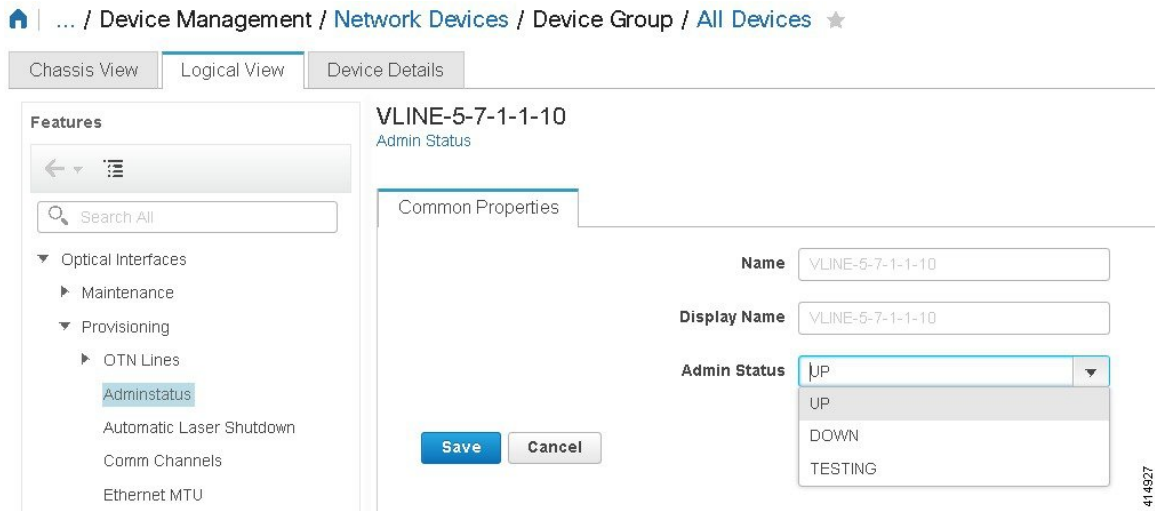 ... / Device Management / Network Devices / Device Group / All Devices
Chassis View
Logical View
Device Details
Features
Search All
Optical Interfaces
Maintenance
Provisioning
OTN Lines
Adminstatus
Automatic Laser Shutdown
Comm Channels
Ethernet MTU
VLINE-5-7-1-1-10
Admin Status
Common Properties
Name VLINE-5-7-1-1-10
Display Name VLINE-5-7-1-1-10
Admin Status UP
UP
DOWN
TESTING
Save
Cancel
414927